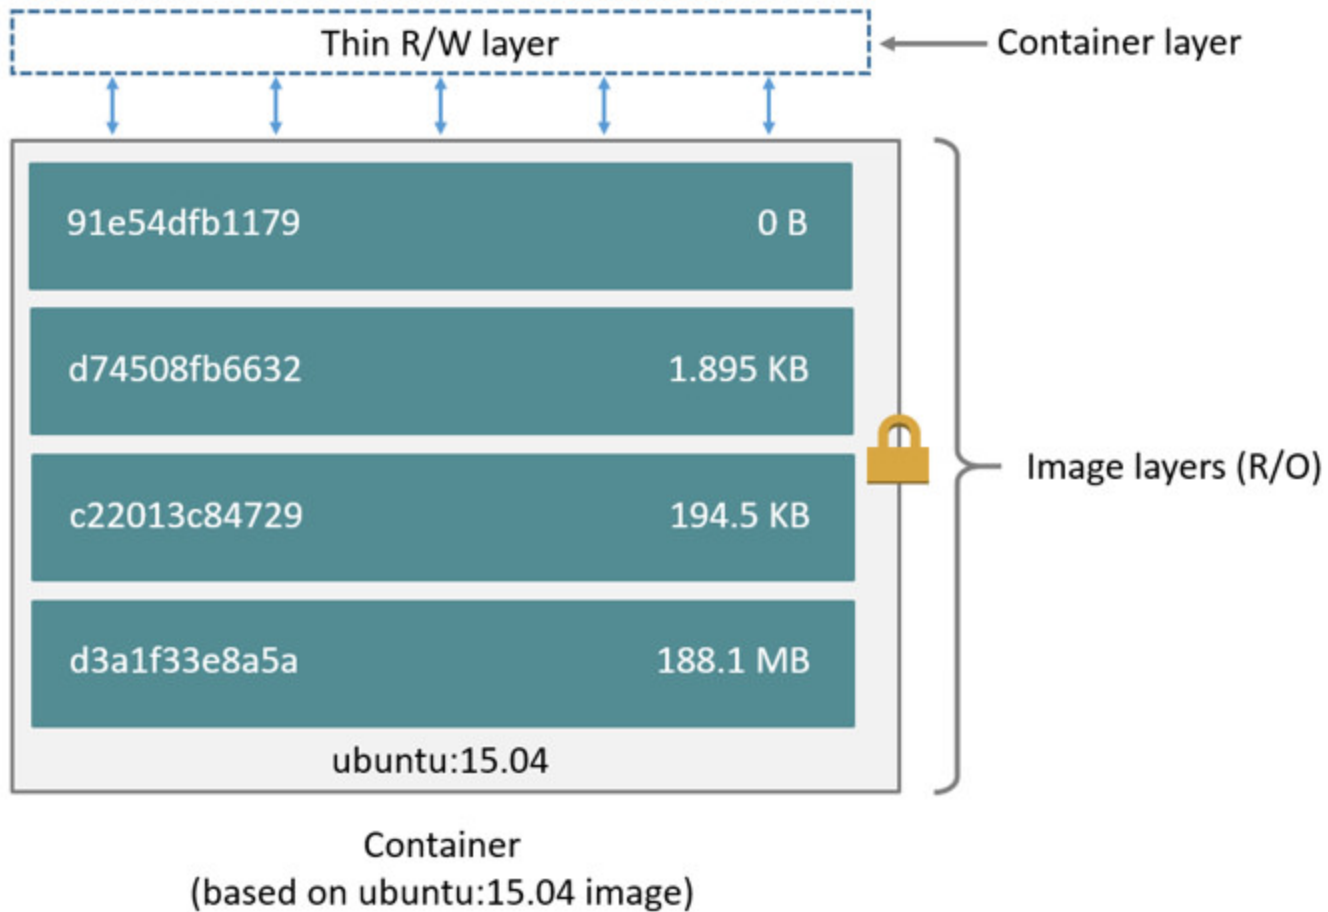 Thin R/W layer
Container layer
91e54dfb1179 0 B
d74508fb6632 1.895 KB
c22013c84729 194.5 KB
Image layers (R/O)
d3a1f33e8a5a 188.1 MB
ubuntu:15.04
Container
(based on ubuntu:15.04 image)